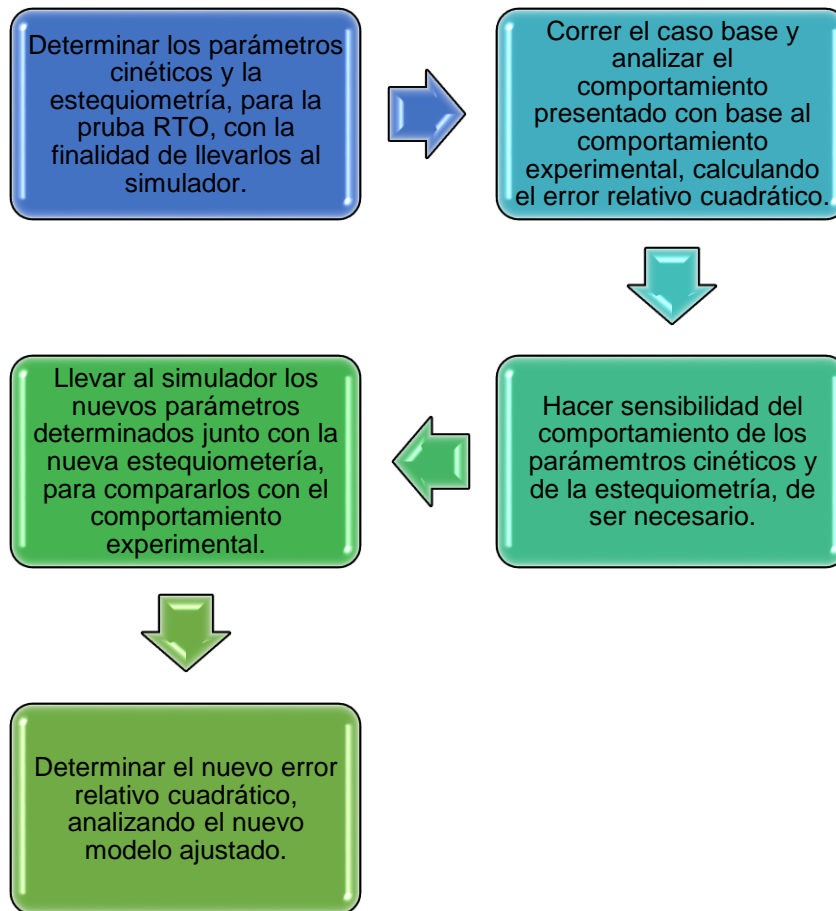 Determinar los parámetros
cinéticos y la
estequiometría, para la
pruba RTO, con la
finalidad de llevarlos al
simulador.
Correr el caso base y
analizar el
comportamiento
presentado con base al
comportamiento
experimental, calculando
el error relativo cuadrático.
Hacer sensibilidad del
comportamiento de los
parámemtros cinéticos y
de la estequiometría, de
ser necesario.
Llevar al simulador los
nuevos parámetros
determinados junto con la
nueva estequiometería,
para compararlos con el
comportamiento
experimental.
Determinar el nuevo error
relativo cuadrático,
analizando el nuevo
modelo ajustado.